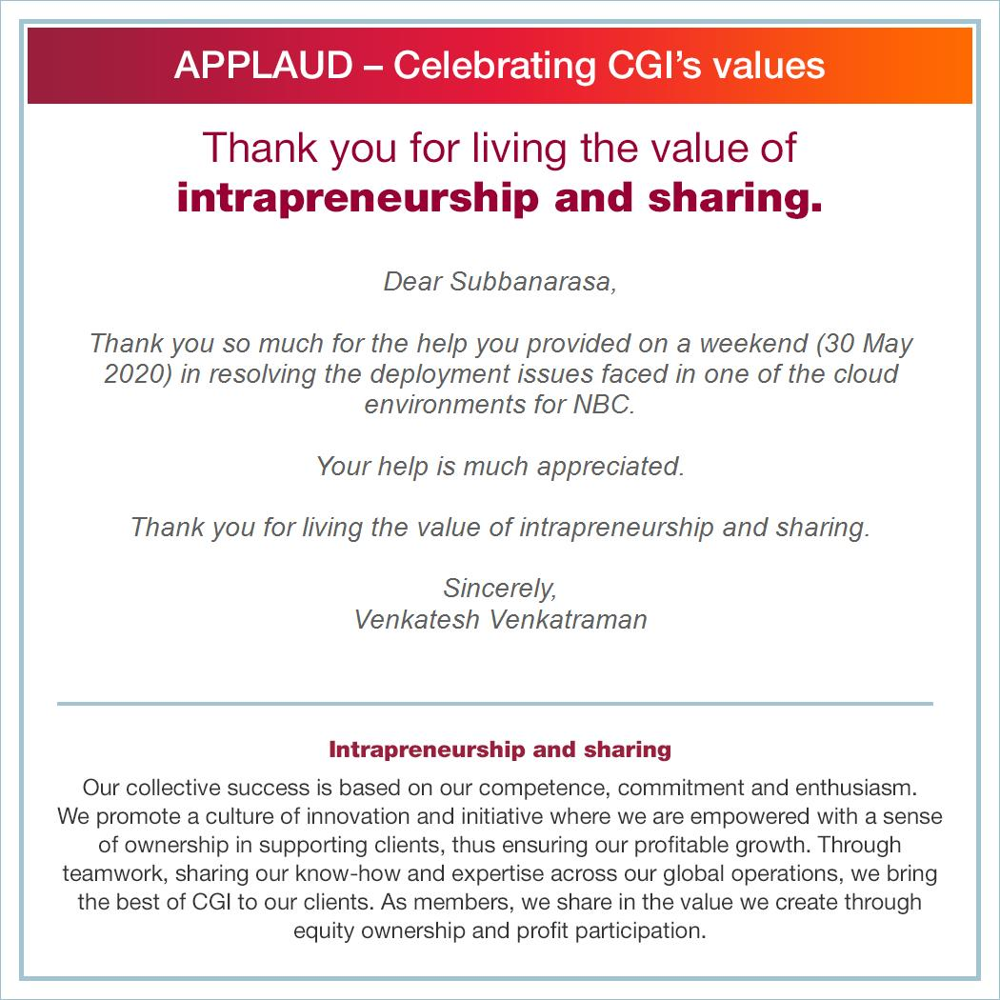 APPLAUD – Celebrating CGI’s values
Thank you for living the value of
intrapreneurship and sharing.
Dear Subbanarasa,
Thank you so much for the help you provided on a weekend (30 May
2020) in resolving the deployment issues faced in one of the cloud
environments for NBC.
Your help is much appreciated.
Thank you for living the value of intrapreneurship and sharing.
Sincerely,
Venkatesh Venkatraman
Intrapreneurship and sharing
Our collective success is based on our competence, commitment and enthusiasm.
We promote a culture of innovation and initiative where we are empowered with a sense
of ownership in supporting clients, thus ensuring our profitable growth. Through
teamwork, sharing our know-how and expertise across our global operations, we bring
the best of CGI to our clients. As members, we share in the value we create through
equity ownership and profit participation.